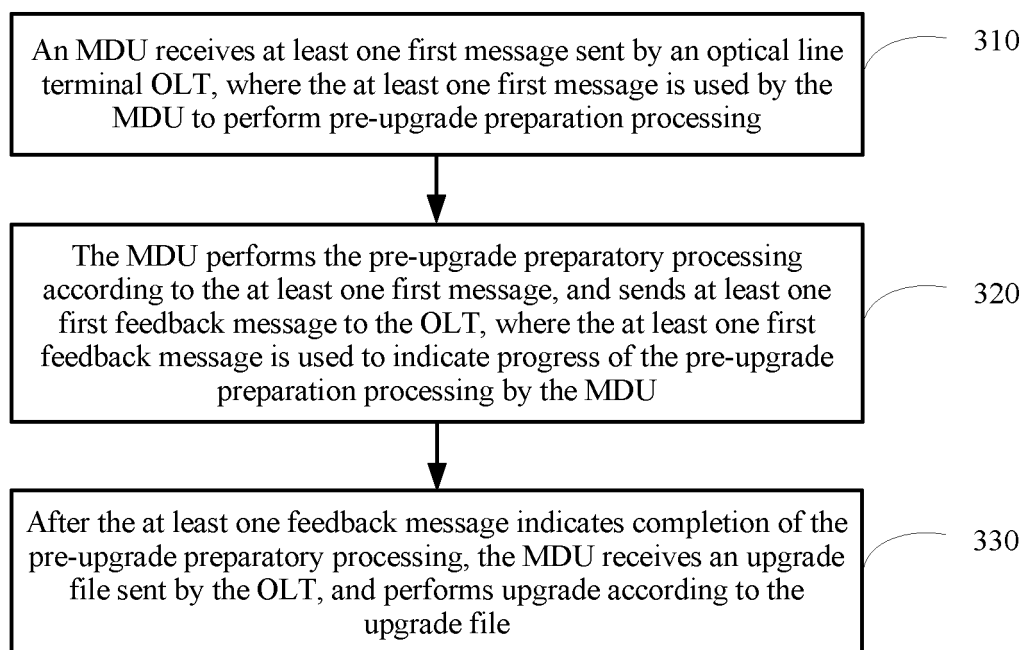 An MDU receives at least one first message sent by an optical line
terminal OLT, where the at least one first message is used by the
MDU to perform pre-upgrade preparation processing
310
The MDU performs the pre-upgrade preparatory processing
according to the at least one first message, and sends at least one
first feedback message to the OLT, where the at least one first
feedback message is used to indicate progress of the pre-upgrade
preparation processing by the MDU
320
After the at least one feedback message indicates completion of the
pre-upgrade preparatory processing, the MDU receives an upgrade
file sent by the OLT, and performs upgrade according to the
upgrade file
330